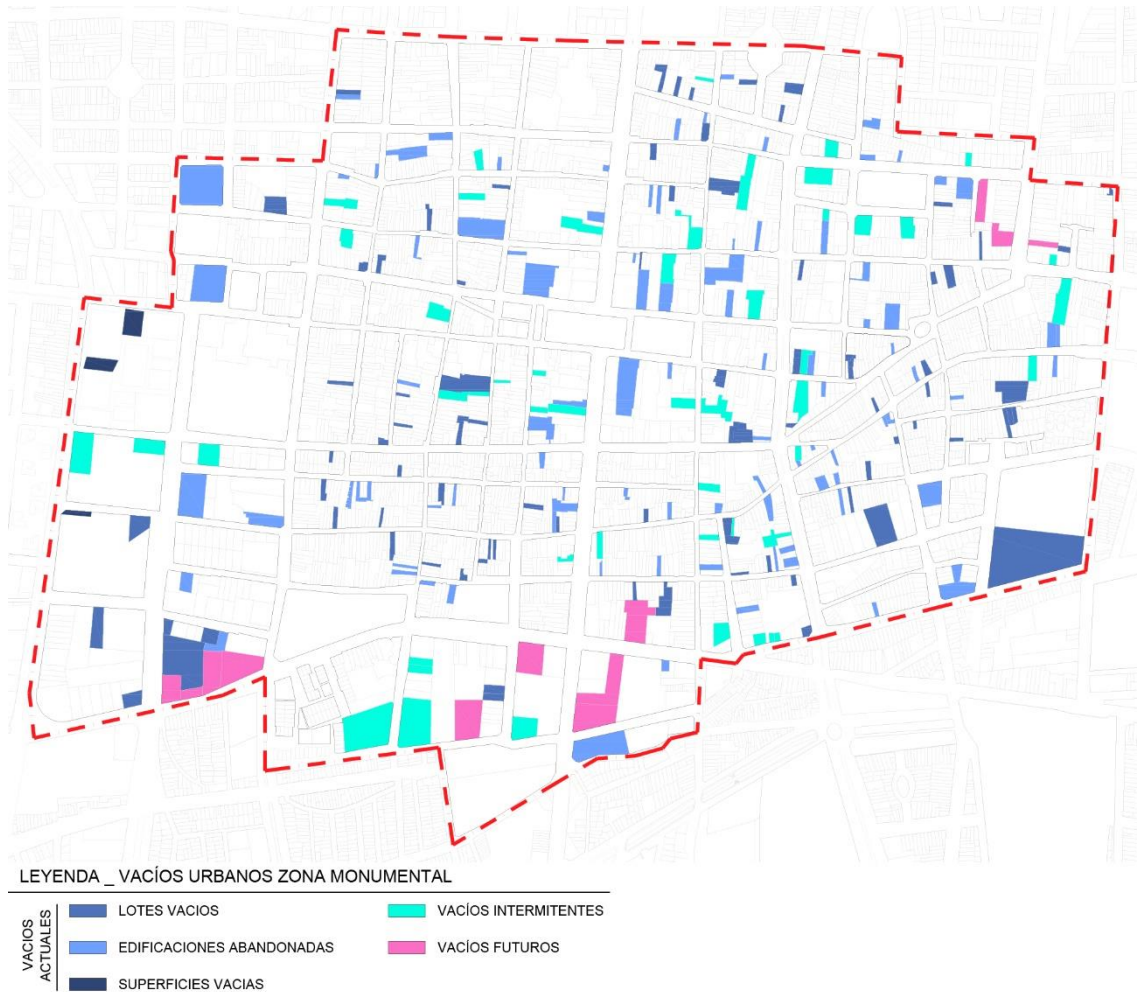 LEYENDA _ VACÍOS URBANOS ZONA MONUMENTAL
VACIOS
ACTUALES
LOTES VACIOS
EDIFICACIONES ABANDONADAS
SUPERFICIES VACIAS
VACÍOS INTERMITENTES
VACÍOS FUTUROS